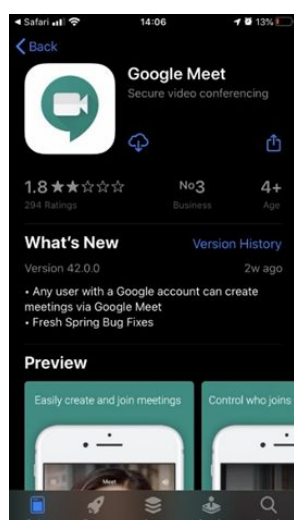 Safari
14:06
13%
Back
Google Meet
Secure video conferencing
1.8 ★★☆☆☆
No3
4+
294 Ratings
Business
Age
What's New
Version History
Version 42.0.0
2w ago
• Any user with a Google account can create
meetings via Google Meet
• Fresh Spring Bug Fixes
Preview
Easily create and join meetings
Control who joins
Meet